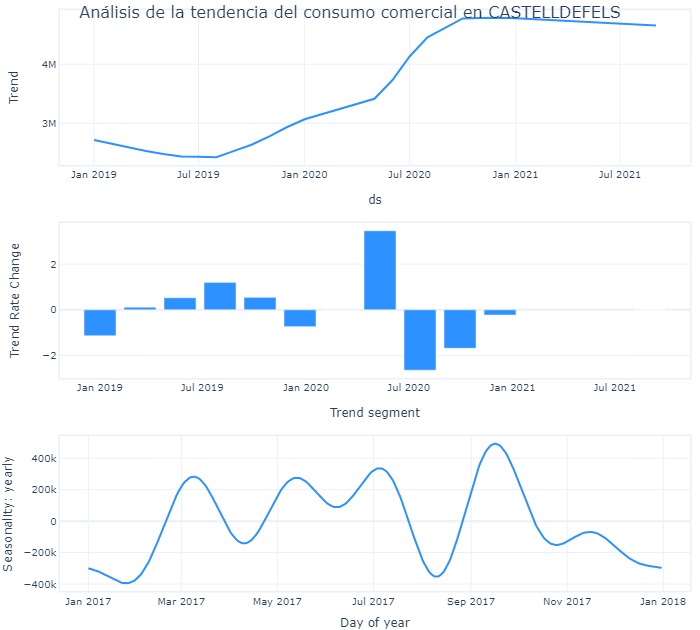 Análisis de la tendencia del consumo comercial en CASTELLDEFELS
4M
3M
Trend
Jan 2019 Jul 2019 Jan 2020 Jul 2020 Jan 2021 Jul 2021
ds
2
0
−2
Trend Rate Change
Jan 2019 Jul 2019 Jan 2020 Jul 2020 Jan 2021 Jul 2021
Trend segment
400k
200k
0
−200k
−400k
Seasonality: yearly
Jan 2017 Mar 2017 May 2017 Jul 2017 Sep 2017 Nov 2017 Jan 2018
Day of year